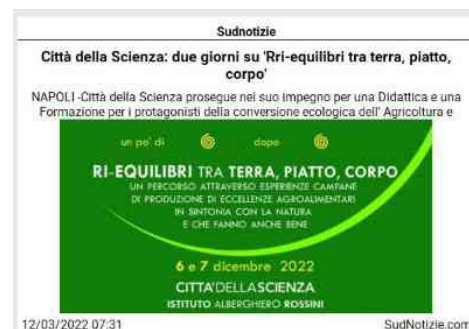 Sudnotizie
Città della Scienza: due giorni su 'Rri-equilibri tra terra, piatto,
corpo'
NAPOLI -Città della Scienza prosegue nel suo impegno per una Didattica e una
Formazione per i protagonisti della conversione ecologica dell' Agricoltura e
un po' di dopo
RI-EQUILIBRI TRA TERRA, PIATTO, CORPO
UN PERCORSO ATTRAVERSO ESPERIENZE CAMPANE
DI PRODUZIONE DI ECCELLENZE AGROALIMENTARI
IN SINTONIA CON LA NATURA
E CHE FANNO ANCHE BENE
6 e 7 dicembre 2022
CITTA'DELLASCIENZA
ISTITUTO ALBERGHIERO ROSSINI
12/03/2022 07:31 SudNotizie.com